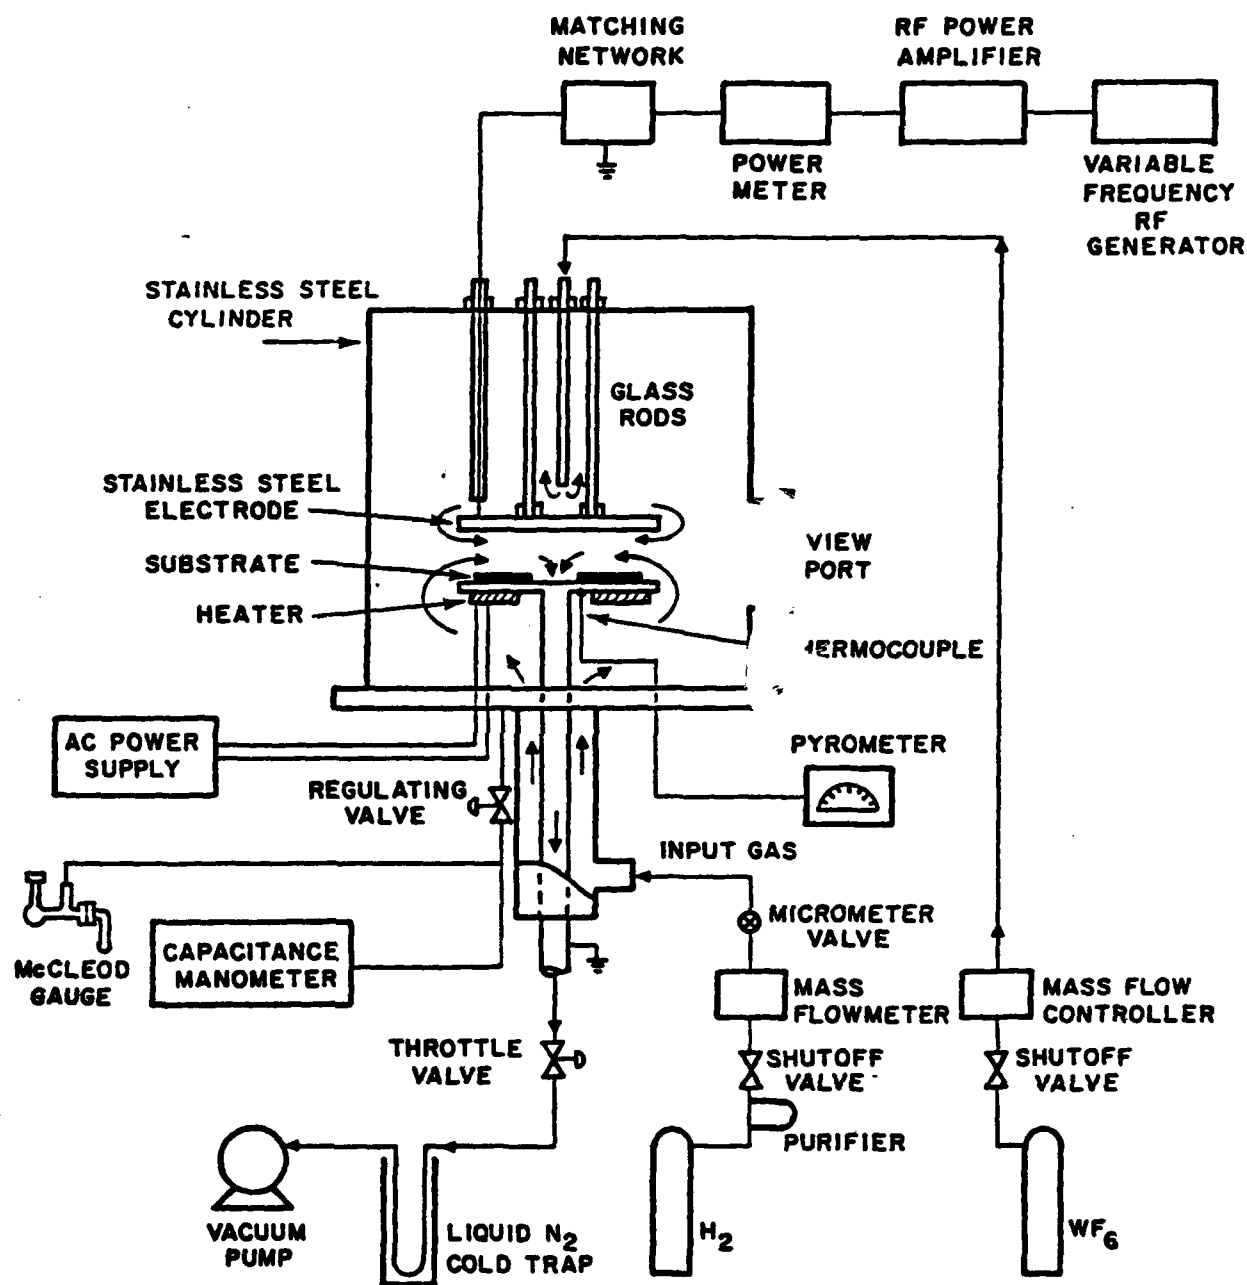 MATCHING
NETWORK
RF POWER
AMPLIFIER
POWER
METER
VARIABLE
FREQUENCY
RF
GENERATOR
STAINLESS STEEL
CYLINDER
GLASS
RODS
STAINLESS STEEL
ELECTRODE
SUBSTRATE
HEATER
VIEW
PORT
HERMOCOUPLE
AC POWER
SUPPLY
PYROMETER
REGULATING
VALVE
INPUT GAS
MICROMETER
VALVE
McCLEOD
GAUGE
CAPACITANCE
MANOMETER
MASS
FLOWMETER
MASS FLOW
CONTROLLER
THROTTLE
VALVE
SHUTOFF
VALVE
SHUTOFF
VALVE
PURIFIER
VACUUM
PUMP
LIQUID N2
COLD TRAP
H2
WF6